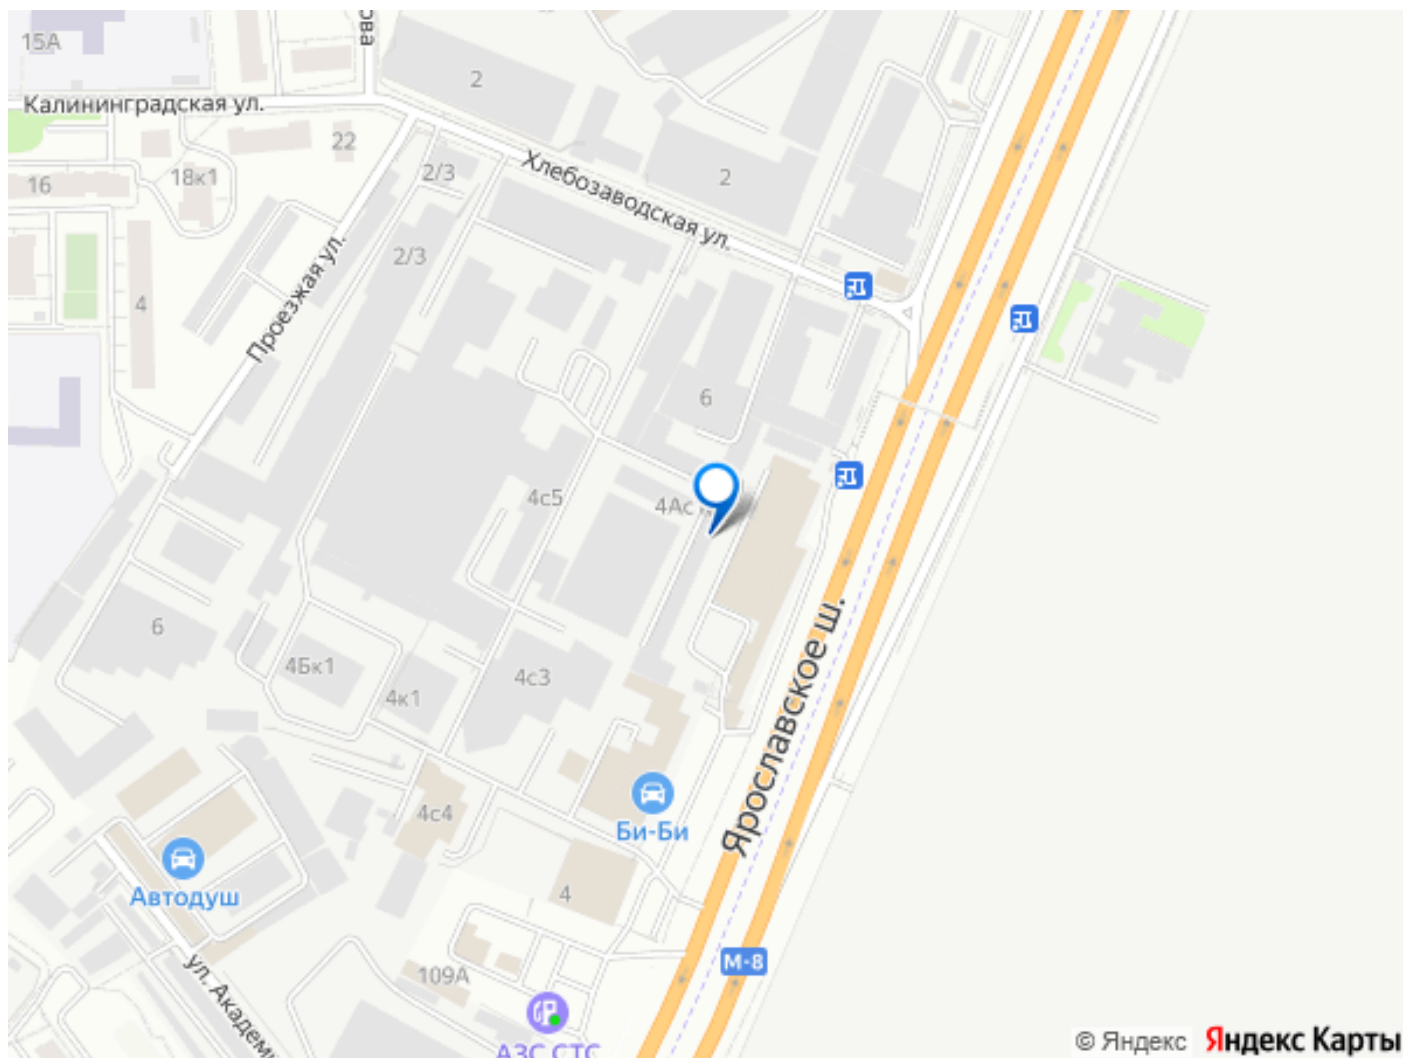 15А
ова
2
Калининградская ул.
22
2/3
Хлебозаводская ул.
2
18к1
16
2/3
Проезжая ул.
4
6
4с5
4Ас
6
4Бк1
4к1
4с3
Ярославское ш.
Би-Би
4с4
Автодуш
4
ул. Академи
109А
М-8
АЗС СТС
© Яндекс Яндекс Карты